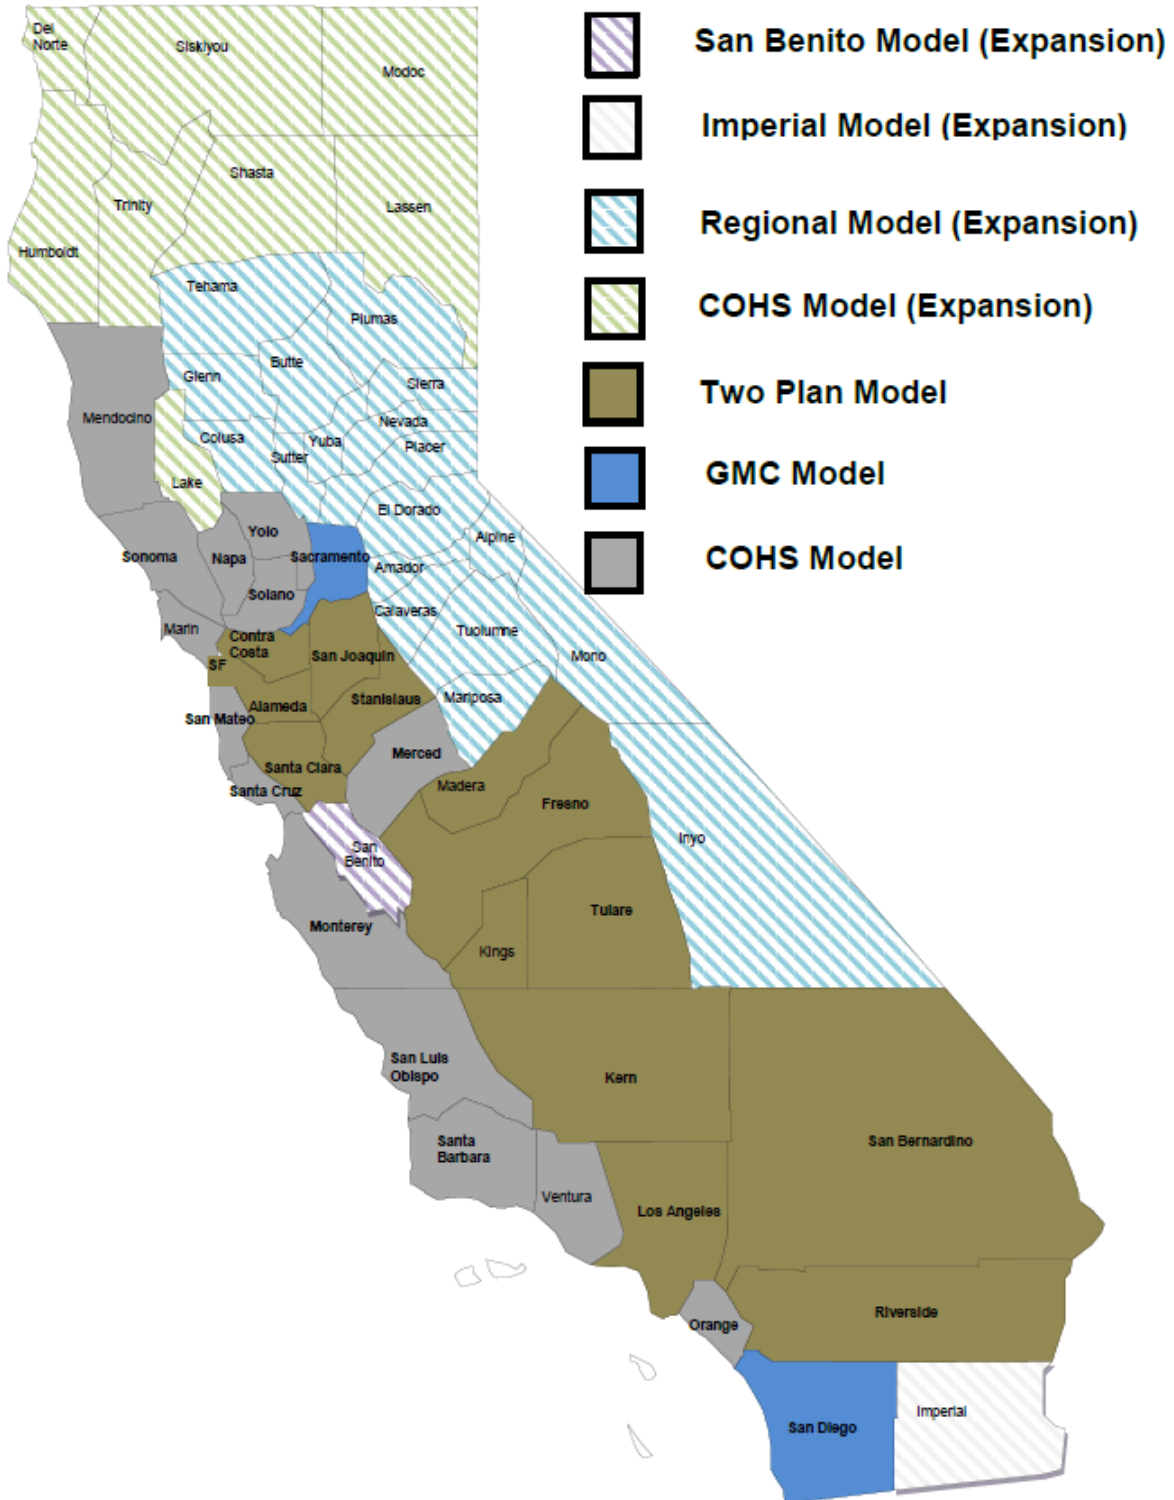 Del
Norte
Siskiyou
Modoc
San Benito Model (Expansion)
Imperial Model (Expansion)
Regional Model (Expansion)
COHS Model (Expansion)
Two Plan Model
GMC Model
COHS Model
Shasta
Trinity
Lassen
Humboldt
Tehama
Plumas
Butte
Glenn
Sierra
Mendocino
Nevada
Colusa
Yuba
Placer
Sutter
Lake
El Dorado
Yolo
Alpine
Sonoma
Napa
Sacramento
Amador
Solano
Calaveras
Marin
Contra
Costa
Tuolumne
San Joaquin
Mono
SF
Stanislaus
Mariposa
Alameda
San Mateo
Merced
Santa Clara
Madera
Santa Cruz
Fresno
Inyo
San
Benito
Tulare
Monterey
Kings
San Luis
Obispo
Kern
Santa
Barbara
San Bernardino
Ventura
Los Angeles
Riverside
Orange
Imperial
San Diego